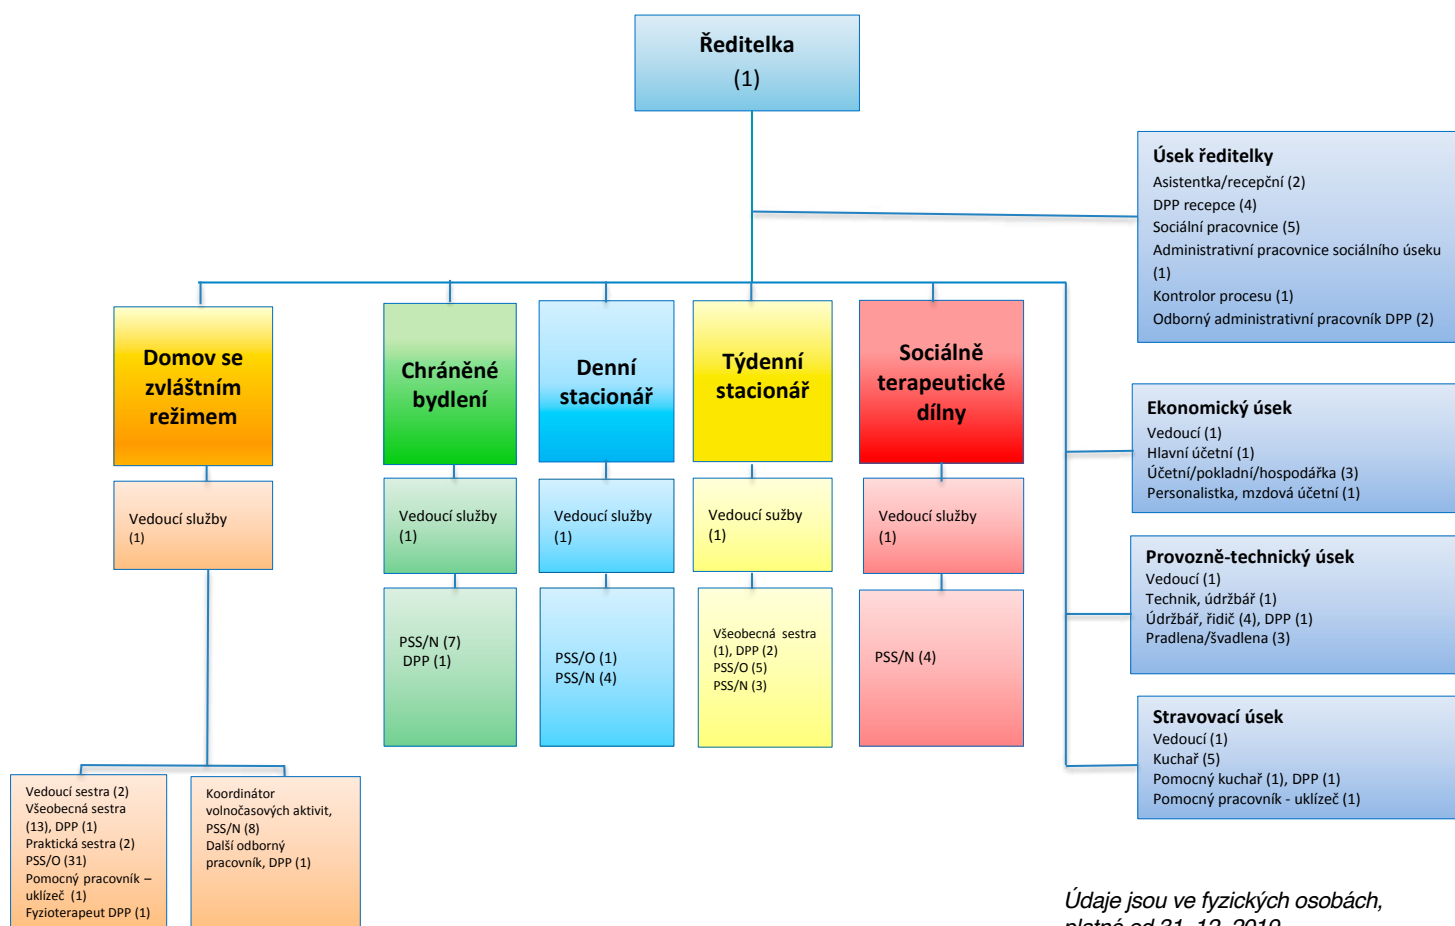 Ředitelka
(1)
Úsek ředitelky
Asistentka/recepční (2)
DPP recepce (4)
Sociální pracovnice (5)
Administrativní pracovnice sociálního úseku
(1)
Kontrolor procesu (1)
Odborný administrativní pracovník DPP (2)
Domov se
zvláštním
režimem
Chráněné
bydlení
Denní
stacionář
Týdenní
stacionář
Sociálně
terapeutické
dílny
Ekonomický úsek
Vedoucí (1)
Hlavní účetní (1)
Účetní/pokladní/hospodářka (3)
Personalistka, mzdová účetní (1)
Vedoucí služby
(1)
Vedoucí služby
(1)
Vedoucí služby
(1)
Vedoucí sužby
(1)
Vedoucí služby
(1)
Provozně-technický úsek
Vedoucí (1)
Technik, údržbář (1)
Údržbář, řidič (4), DPP (1)
Pradlena/švadlena (3)
PSS/N (7)
DPP (1)
PSS/O (1)
PSS/N (4)
Všeobecná sestra
(1), DPP (2)
PSS/O (5)
PSS/N (3)
PSS/N (4)
Stravovací úsek
Vedoucí (1)
Kuchař (5)
Pomocný kuchař (1), DPP (1)
Pomocný pracovník - uklízeč (1)
Vedoucí sestra (2)
Všeobecná sestra
(13), DPP (1)
Praktická sestra (2)
PSS/O (31)
Pomocný pracovník –
uklízeč (1)
Fyzioterapeut DPP (1)
Koordinátor
volnočasových aktivit,
PSS/N (8)
Další odborný
pracovník, DPP (1)
Údaje jsou ve fyzických osobách,
platné od 31. 12. 2019